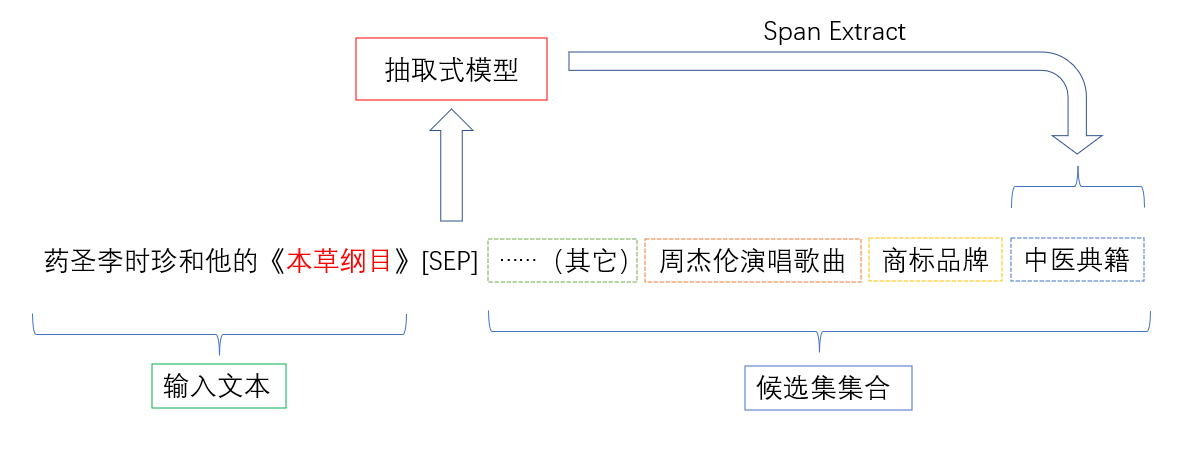 Span Extract
抽取式模型
药圣李时珍和他的《本草纲目》[SEP] ……（其它） 周杰伦演唱歌曲 商标品牌 中医典籍
输入文本
候选集集合